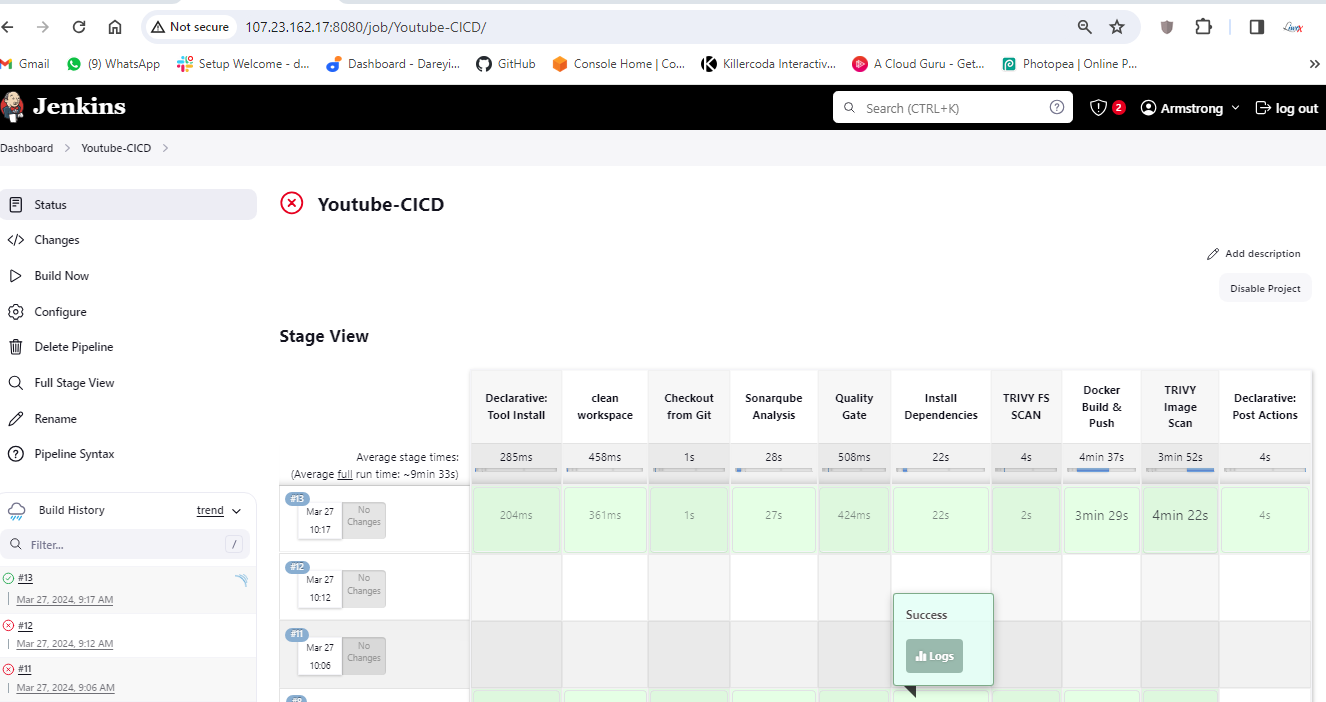 Not secure
107.23.162.17:8080/job/Youtube-CICD/
Gmail
(9) WhatsApp
Setup Welcome - d...
Dashboard - Dareyi...
GitHub
Console Home | Co...
Killercoda Interactiv...
A Cloud Guru - Get...
Photopea | Online P...
Jenkins
Search (CTRL+K)
2
Armstrong
log out
Dashboard
Youtube-CICD
Status
Changes
Build Now
Configure
Delete Pipeline
Full Stage View
Rename
Pipeline Syntax
Build History
trend
Filter...
/
#13
Mar 27, 2024, 9:17 AM
#12
Mar 27, 2024, 9:12 AM
#11
Mar 27, 2024, 9:06 AM
Youtube-CICD
Add description
Disable Project
Stage View
Declarative:
Tool Install
clean
workspace
Checkout
from Git
Sonarqube
Analysis
Quality
Gate
Install
Dependencies
TRIVY FS
SCAN
Docker
Build &
Push
TRIVY
Image
Scan
Declarative:
Post Actions
Average stage times:
(Average full run time: ~9min 33s)
285ms
458ms
1s
28s
508ms
22s
4s
4min 37s
3min 52s
4s
#13
Mar 27
10:17
No
Changes
204ms
361ms
1s
27s
424ms
22s
2s
3min 29s
4min 22s
4s
#12
Mar 27
10:12
No
Changes
#11
Mar 27
10:06
No
Changes
Success
Logs